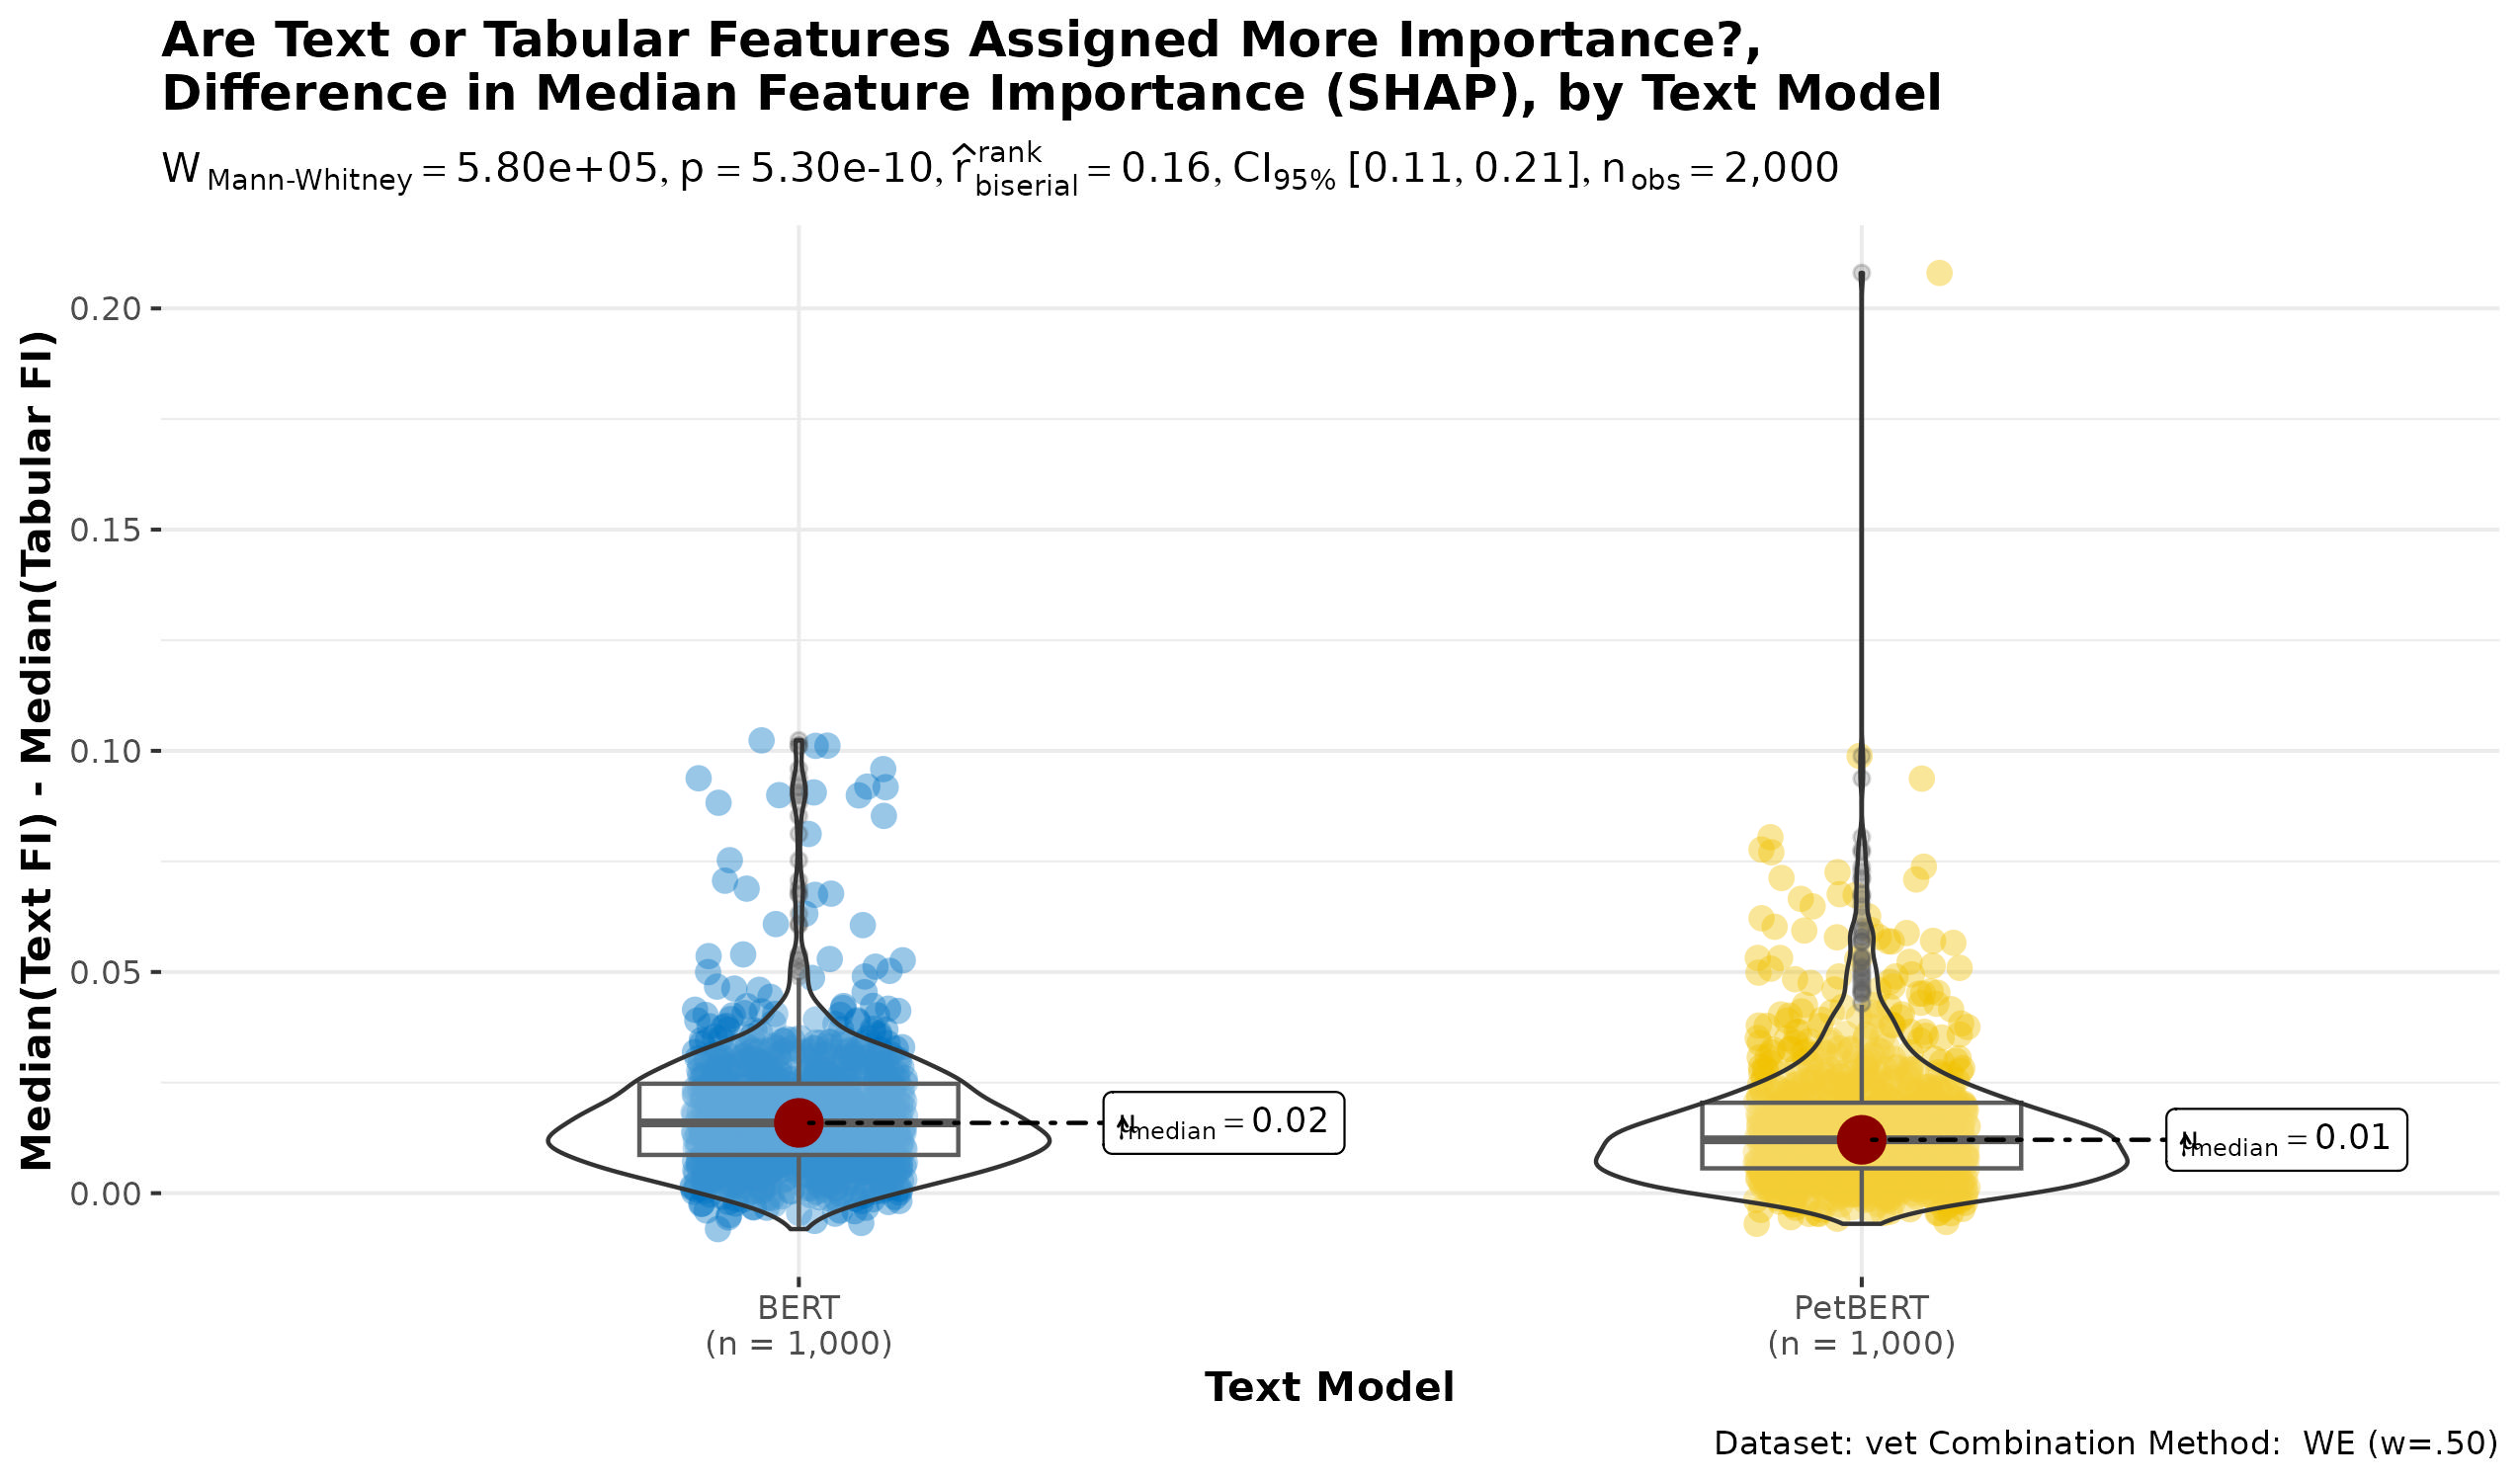 Are Text or Tabular Features Assigned More Importance?,
Difference in Median Feature Importance (SHAP), by Text Model
W Mann-Whitney = 5.80e+05, p = 5.30e-10, r̂ rank biserial = 0.16, CI95% [0.11, 0.21], n obs = 2,000
Median(Text FI) - Median(Tabular FI)
0.20
0.15
0.10
0.05
0.00
μ̂median = 0.02
μ̂median = 0.01
BERT
(n = 1,000)
PetBERT
(n = 1,000)
Text Model
Dataset: vet Combination Method:  WE (w=.50)